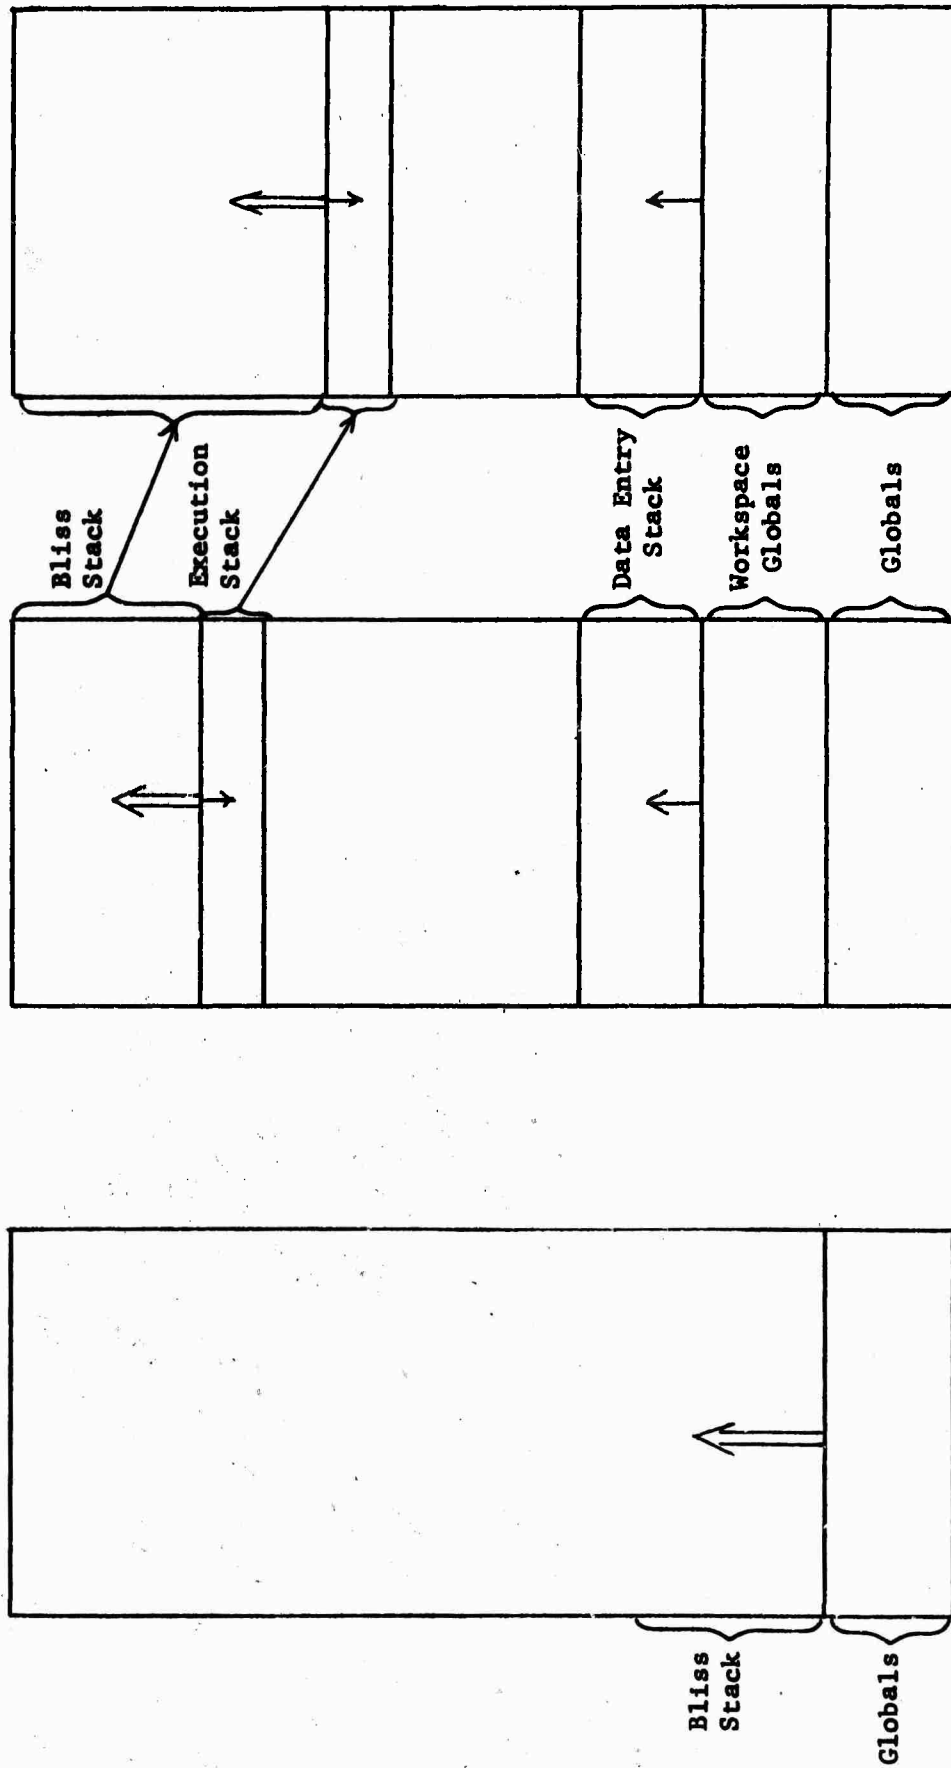 Bliss
Stack
Globals
Bliss
Stack
Execution
Stack
Data Entry
Stack
Workspace
Globals
Globals